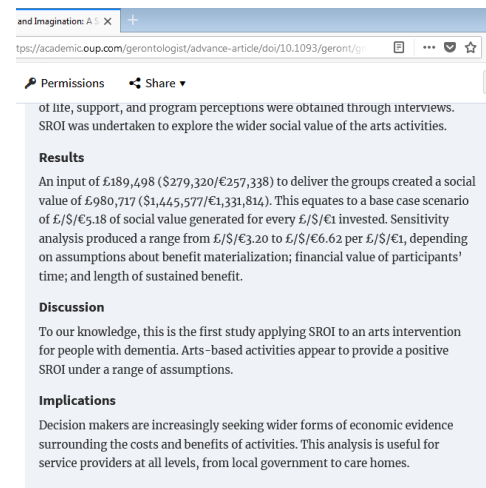 and Imagination: A S
tps://academic.oup.com/gerontologist/advance-article/doi/10.1093/geront/g
Permissions Share
of life, support, and program perceptions were obtained through interviews.
SROI was undertaken to explore the wider social value of the arts activities.
Results
An input of £189,498 ($279,320/€257,338) to deliver the groups created a social
value of £980,717 ($1,445,577/€1,331,814). This equates to a base case scenario
of £/$/€5.18 of social value generated for every £/$/€1 invested. Sensitivity
analysis produced a range from £/$/€3.20 to £/$/€6.62 per £/$/€1, depending
on assumptions about benefit materialization; financial value of participants’
time; and length of sustained benefit.
Discussion
To our knowledge, this is the first study applying SROI to an arts intervention
for people with dementia. Arts-based activities appear to provide a positive
SROI under a range of assumptions.
Implications
Decision makers are increasingly seeking wider forms of economic evidence
surrounding the costs and benefits of activities. This analysis is useful for
service providers at all levels, from local government to care homes.